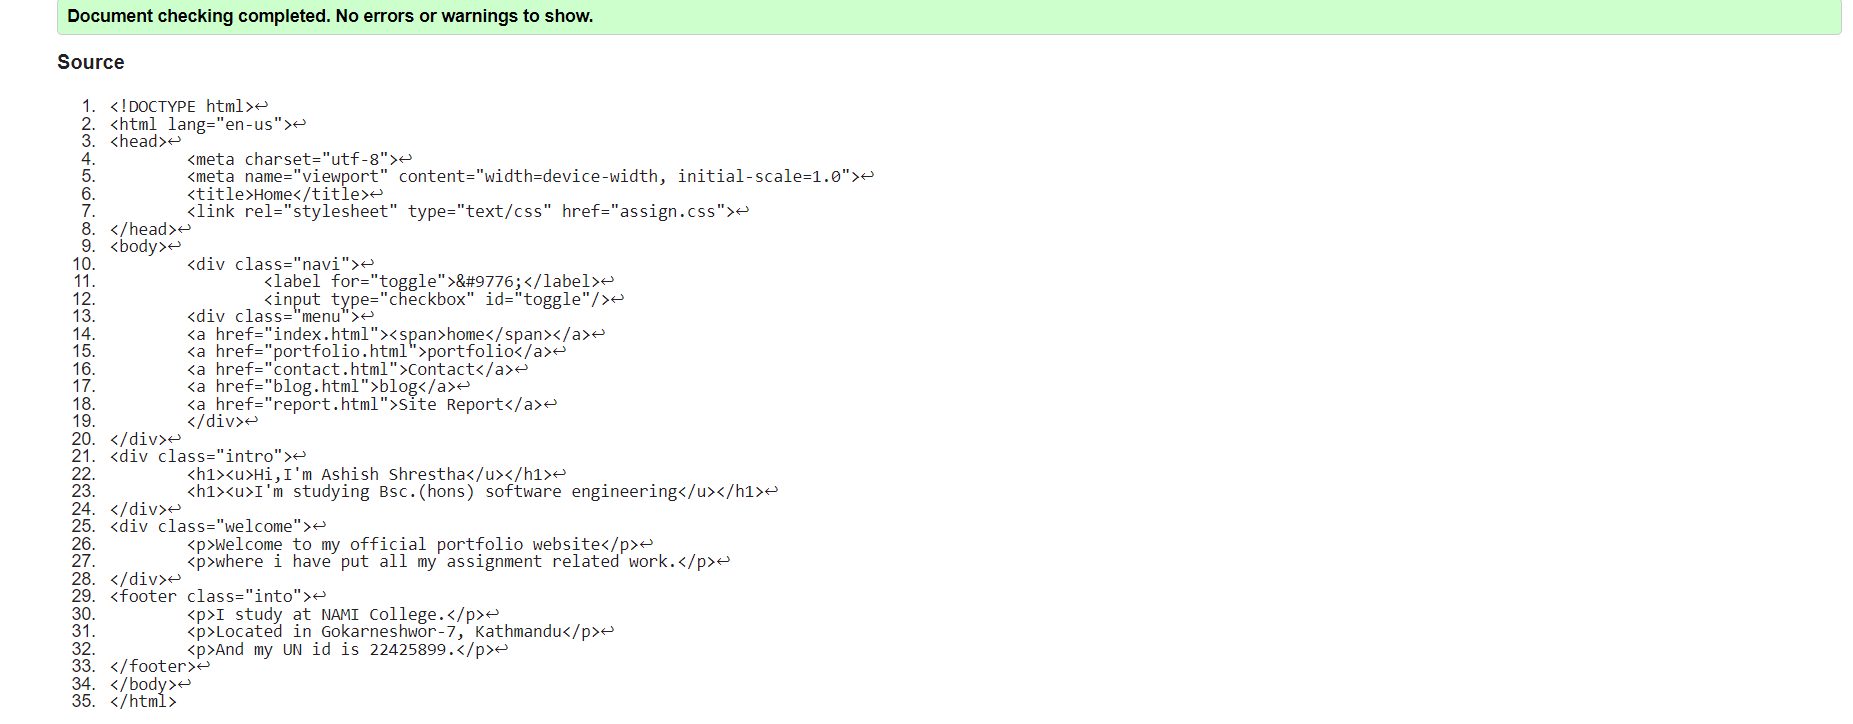 Document checking completed. No errors or warnings to show.
Source
1. <!DOCTYPE html>↩
2. <html lang="en-us">↩
3. <head>↩
4. <meta charset="utf-8">↩
5. <meta name="viewport" content="width=device-width, initial-scale=1.0">↩
6. <title>Home</title>↩
7. <link rel="stylesheet" type="text/css" href="assign.css">↩
8. </head>↩
9. <body>↩
10. <div class="navi">↩
11. <label for="toggle">&#9776;</label>↩
12. <input type="checkbox" id="toggle"/>↩
13. <div class="menu">↩
14. <a href="index.html"><span>home</span></a>↩
15. <a href="portfolio.html">portfolio</a>↩
16. <a href="contact.html">Contact</a>↩
17. <a href="blog.html">blog</a>↩
18. <a href="report.html">Site Report</a>↩
19. </div>↩
20. </div>↩
21. <div class="intro">↩
22. <h1><u>Hi,I'm Ashish Shrestha</u></h1>↩
23. <h1><u>I'm studying Bsc.(hons) software engineering</u></h1>↩
24. </div>↩
25. <div class="welcome">↩
26. <p>Welcome to my official portfolio website</p>↩
27. <p>where i have put all my assignment related work.</p>↩
28. </div>↩
29. <footer class="into">↩
30. <p>I study at NAMI College.</p>↩
31. <p>Located in Gokarneshwor-7, Kathmandu</p>↩
32. <p>And my UN id is 22425899.</p>↩
33. </footer>↩
34. </body>↩
35. </html>